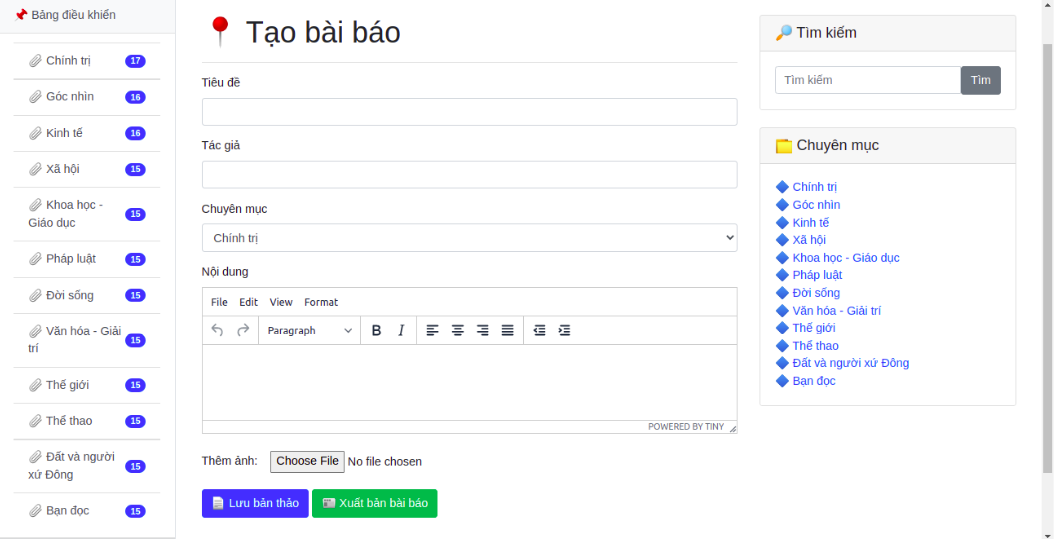 Bảng điều khiển
Chính trị 17
Góc nhìn 16
Kinh tế 16
Xã hội 15
Khoa học -
Giáo dục 15
Pháp luật 15
Đời sống 15
Văn hóa - Giải
trí 15
Thế giới 15
Thể thao 15
Đất và người
xứ Đông 15
Bạn đọc 15
Tạo bài báo
Tiêu đề
Tác giả
Chuyên mục
Chính trị
Nội dung
File Edit View Format
Paragraph B I
POWERED BY TINY
Thêm ảnh: Choose File No file chosen
Lưu bản thảo Xuất bản bài báo
Tìm kiếm
Tìm kiếm Tìm
Chuyên mục
Chính trị
Góc nhìn
Kinh tế
Xã hội
Khoa học - Giáo dục
Pháp luật
Đời sống
Văn hóa - Giải trí
Thế giới
Thể thao
Đất và người xứ Đông
Bạn đọc